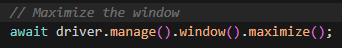 // Maximize the window
await driver.manage().window().maximize();